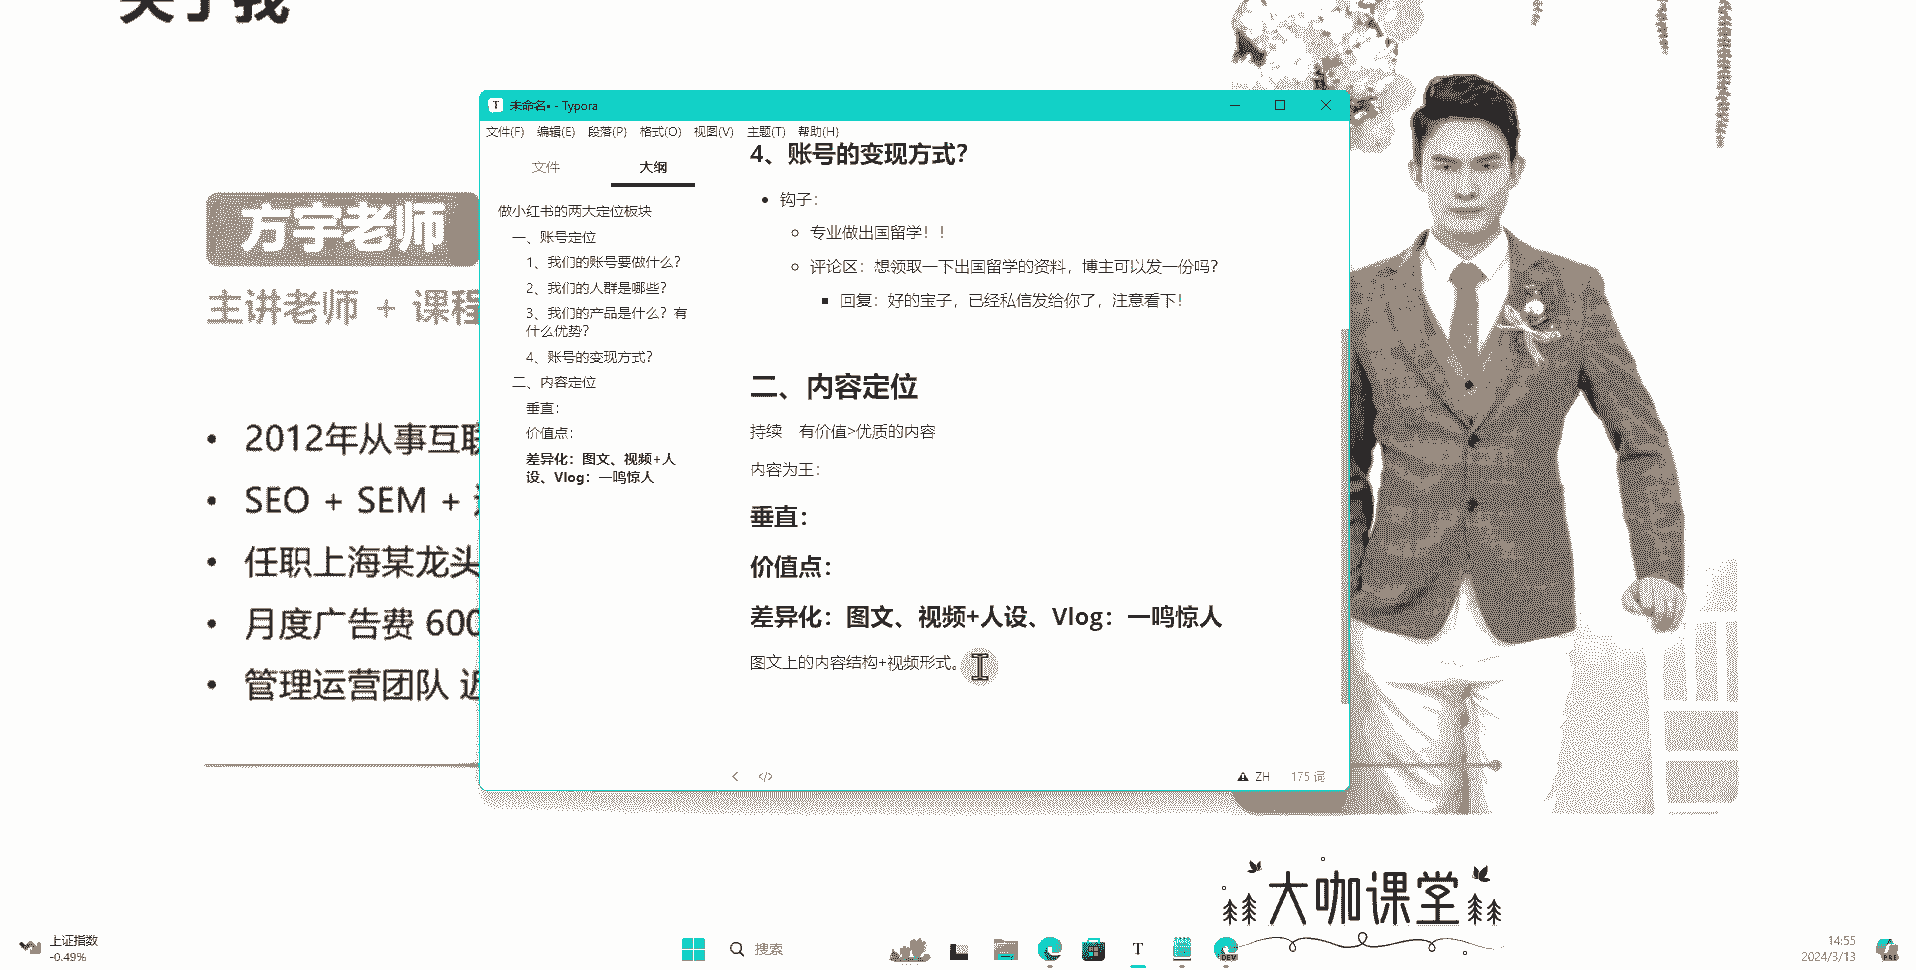 关于我
方宇老师
主讲老师 + 课程
• 2012年从事互联
• SEO + SEM +
• 任职上海某龙头
• 月度广告费 600
• 管理运营团队 近
未命名• - Typora
文件(F) 编辑(E) 段落(P) 格式(O) 视图(V) 主题(T) 帮助(H)
文件 大纲
做小红书的两大定位板块
一、账号定位
1、我们的账号要做什么？
2、我们的人群是哪些？
3、我们的产品是什么？有
什么优势？
4、账号的变现方式？
二、内容定位
垂直：
价值点：
差异化：图文、视频+人
设、Vlog：一鸣惊人
4、账号的变现方式？
钩子：
专业做出国留学！！
评论区：想领取一下出国留学的资料，博主可以发一份吗？
回复：好的宝子，已经私信发给你了，注意看下！
二、内容定位
持续 有价值>优质的内容
内容为王：
垂直：
价值点：
差异化：图文、视频+人设、Vlog：一鸣惊人
图文上的内容结构+视频形式。
ZH 175 词
大咖课堂
上证指数
-0.49%
搜索
DEV
14:55
2024/3/13
PRE